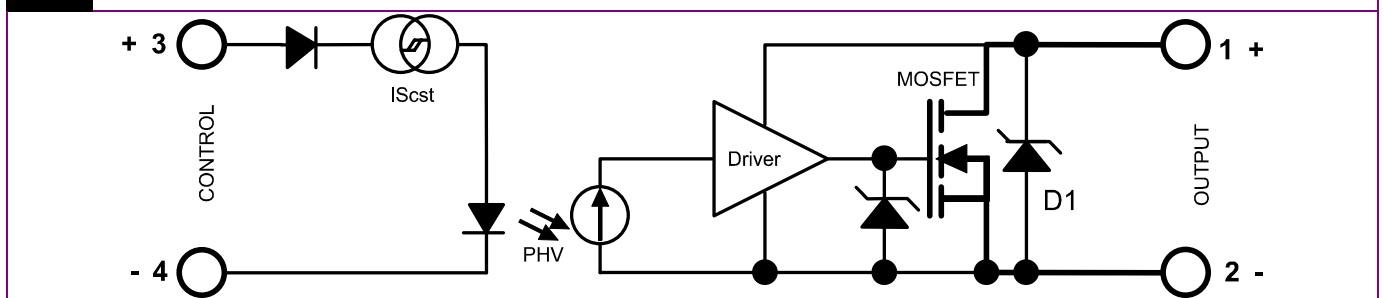 + 3
IScst
CONTROL
- 4
PHV
Driver
MOSFET
D1
1 +
OUTPUT
2 -